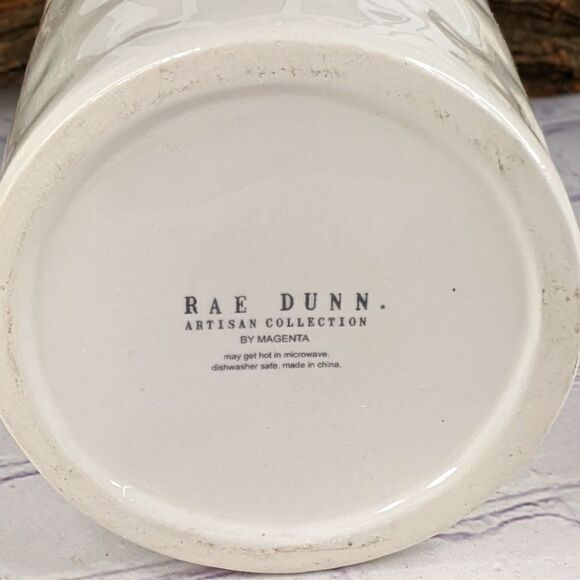 RAE DUNN.
ARTISAN COLLECTION
BY MAGENTA
may get hot in microwave.
dishwasher safe. made in china.